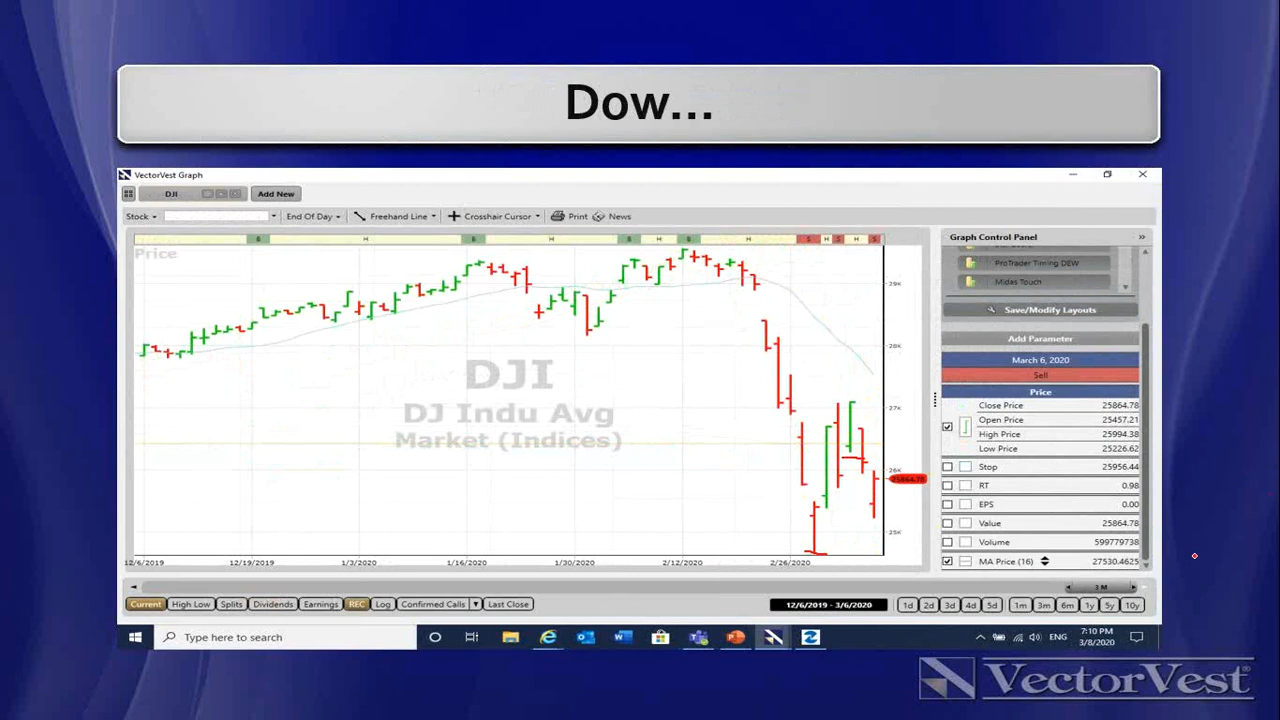 Dow...
VectorVest Graph
DJI
Add New
Stock
End Of Day
Freehand Line
Crosshair Cursor
Print
News
B H B H B H B H S H S H S
Price
Graph Control Panel
ProTrader Timing DEW
Midas Touch
Save/Modify Layouts
Add Parameter
March 6, 2020
Sell
Price
Close Price 25864.78
Open Price 25457.21
High Price 25994.38
Low Price 25226.62
Stop 25956.44
RT 0.98
EPS 0.00
Value 25864.78
Volume 599779738
MA Price (16) 27530.4625
29K
28K
27K
26K
25864.78
25K
DJI
DJ Indu Avg
Market (Indices)
12/6/2019 12/19/2019 1/3/2020 1/16/2020 1/30/2020 2/12/2020 2/26/2020
3 M
Current High Low Splits Dividends Earnings REC Log Confirmed Calls Last Close
12/6/2019 - 3/6/2020
1d 2d 3d 4d 5d 1m 3m 6m 1y 5y 10y
Type here to search
ENG
7:10 PM
3/8/2020
VectorVest